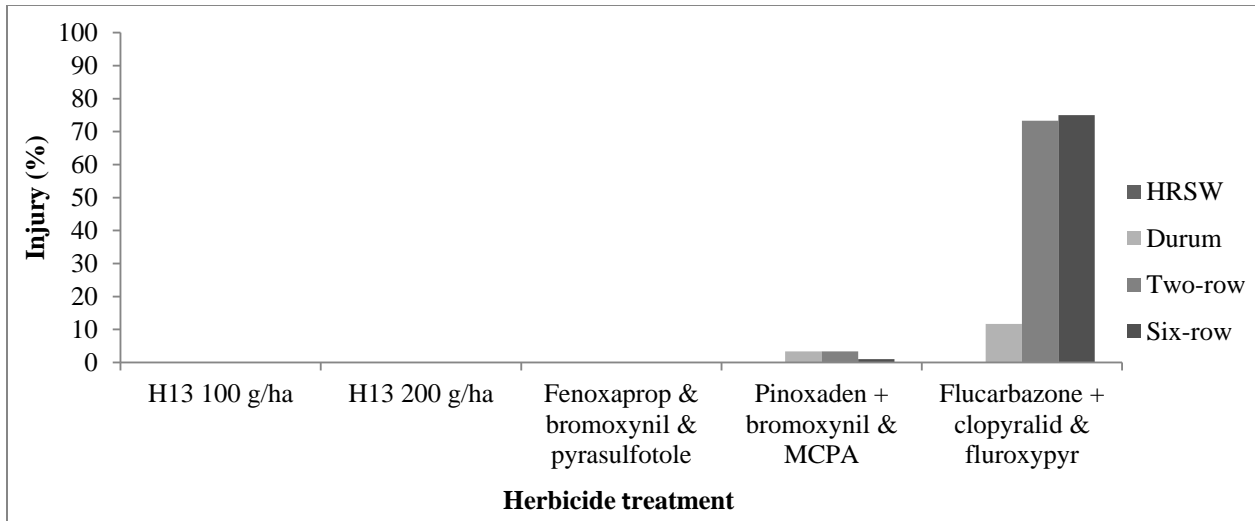 100
90
80
70
60
50
40
30
20
10
0
Injury (%)
H13 100 g/ha
H13 200 g/ha
Fenoxaprop &
bromoxynil &
pyrasulfotole
Pinoxaden +
bromoxynil &
MCPA
Flucarbazone +
clopyralid &
fluroxypyr
Herbicide treatment
HRSW
Durum
Two-row
Six-row